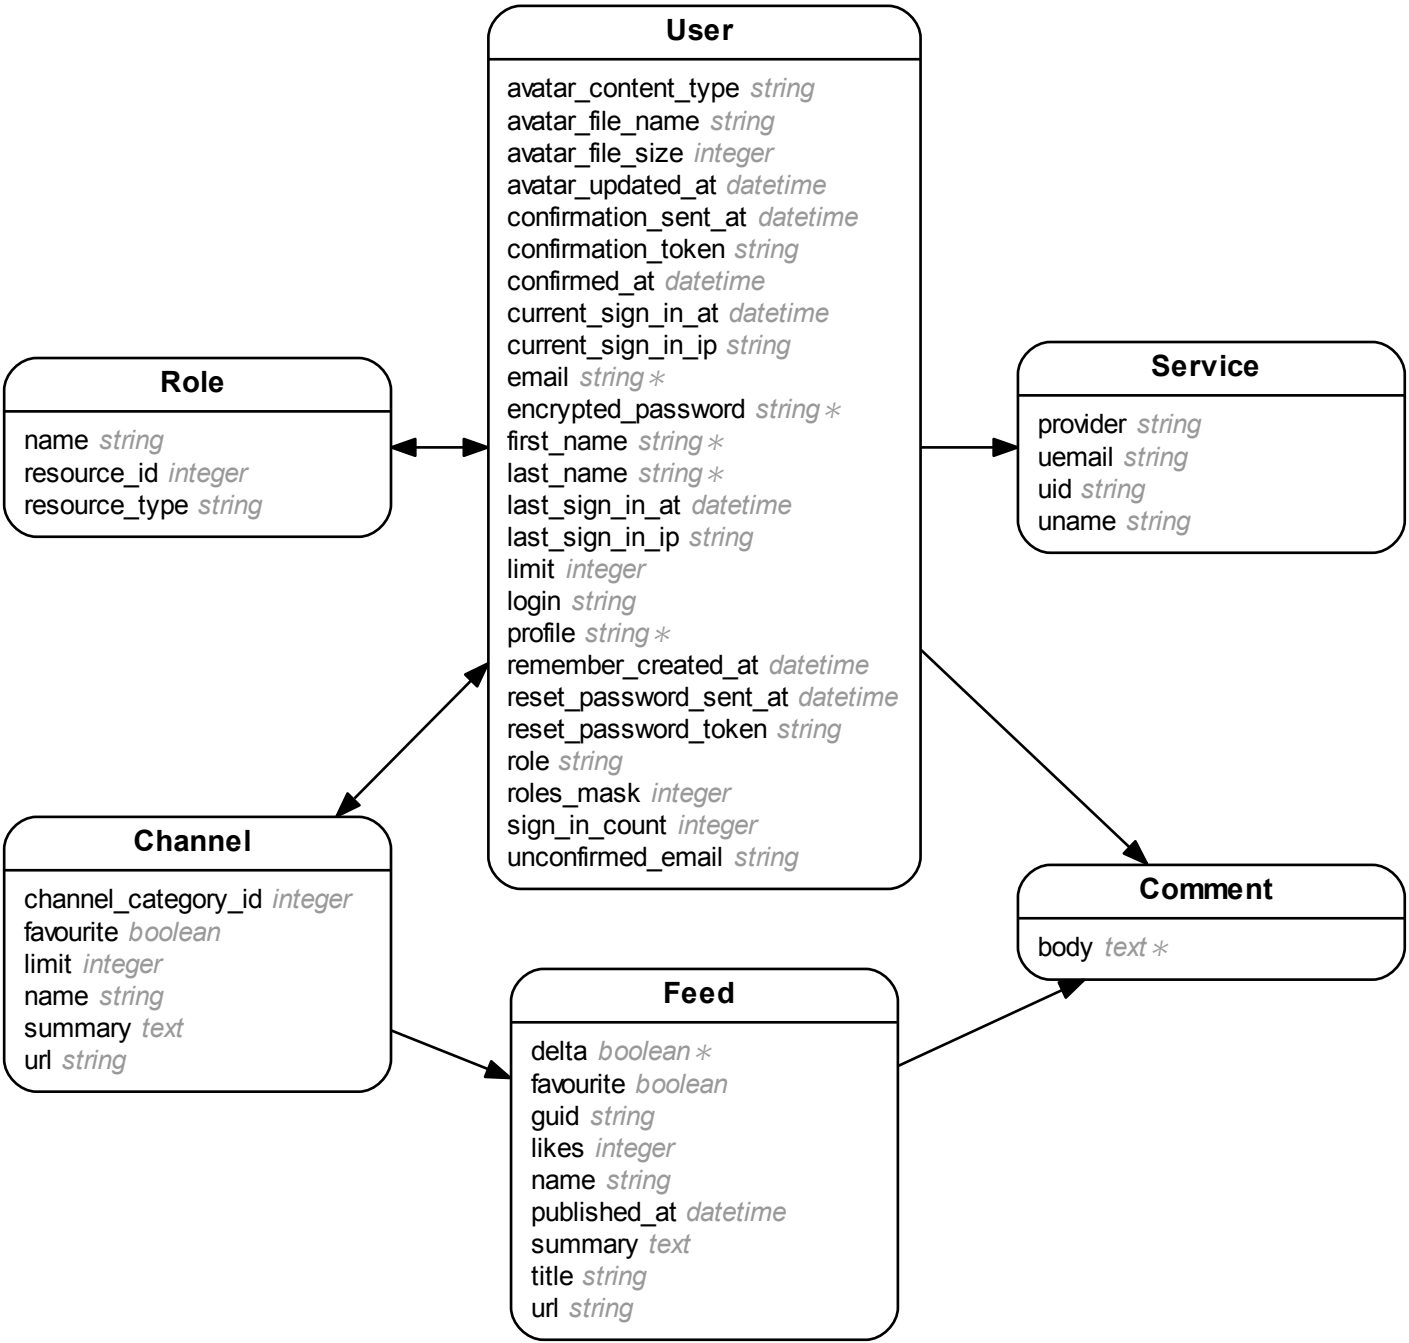 User
avatar_content_type string
avatar_file_name string
avatar_file_size integer
avatar_updated_at datetime
confirmation_sent_at datetime
confirmation_token string
confirmed_at datetime
current_sign_in_at datetime
current_sign_in_ip string
email string ∗
encrypted_password string ∗
first_name string ∗
last_name string ∗
last_sign_in_at datetime
last_sign_in_ip string
limit integer
login string
profile string ∗
remember_created_at datetime
reset_password_sent_at datetime
reset_password_token string
role string
roles_mask integer
sign_in_count integer
unconfirmed_email string
Role
name string
resource_id integer
resource_type string
Service
provider string
uemail string
uid string
uname string
Channel
channel_category_id integer
favourite boolean
limit integer
name string
summary text
url string
Comment
body text ∗
Feed
delta boolean ∗
favourite boolean
guid string
likes integer
name string
published_at datetime
summary text
title string
url string